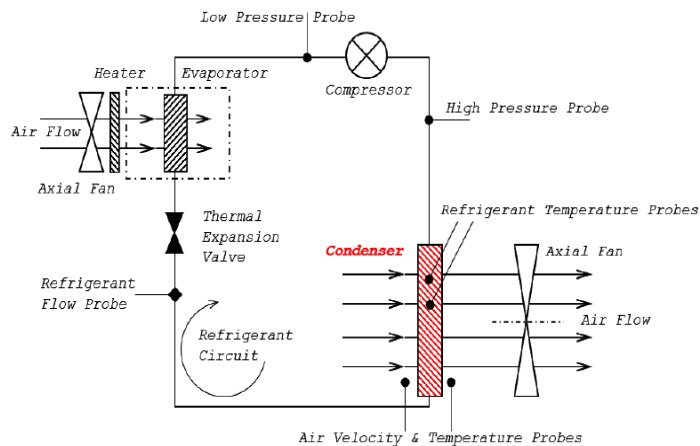 Low Pressure Probe
Heater
Evaporator
Compressor
High Pressure Probe
Air Flow
Axial Fan
Refrigerant Temperature Probes
Thermal
Expansion
Valve
Condenser
Axial Fan
Refrigerant
Flow Probe
Air Flow
Refrigerant
Circuit
Air Velocity & Temperature Probes